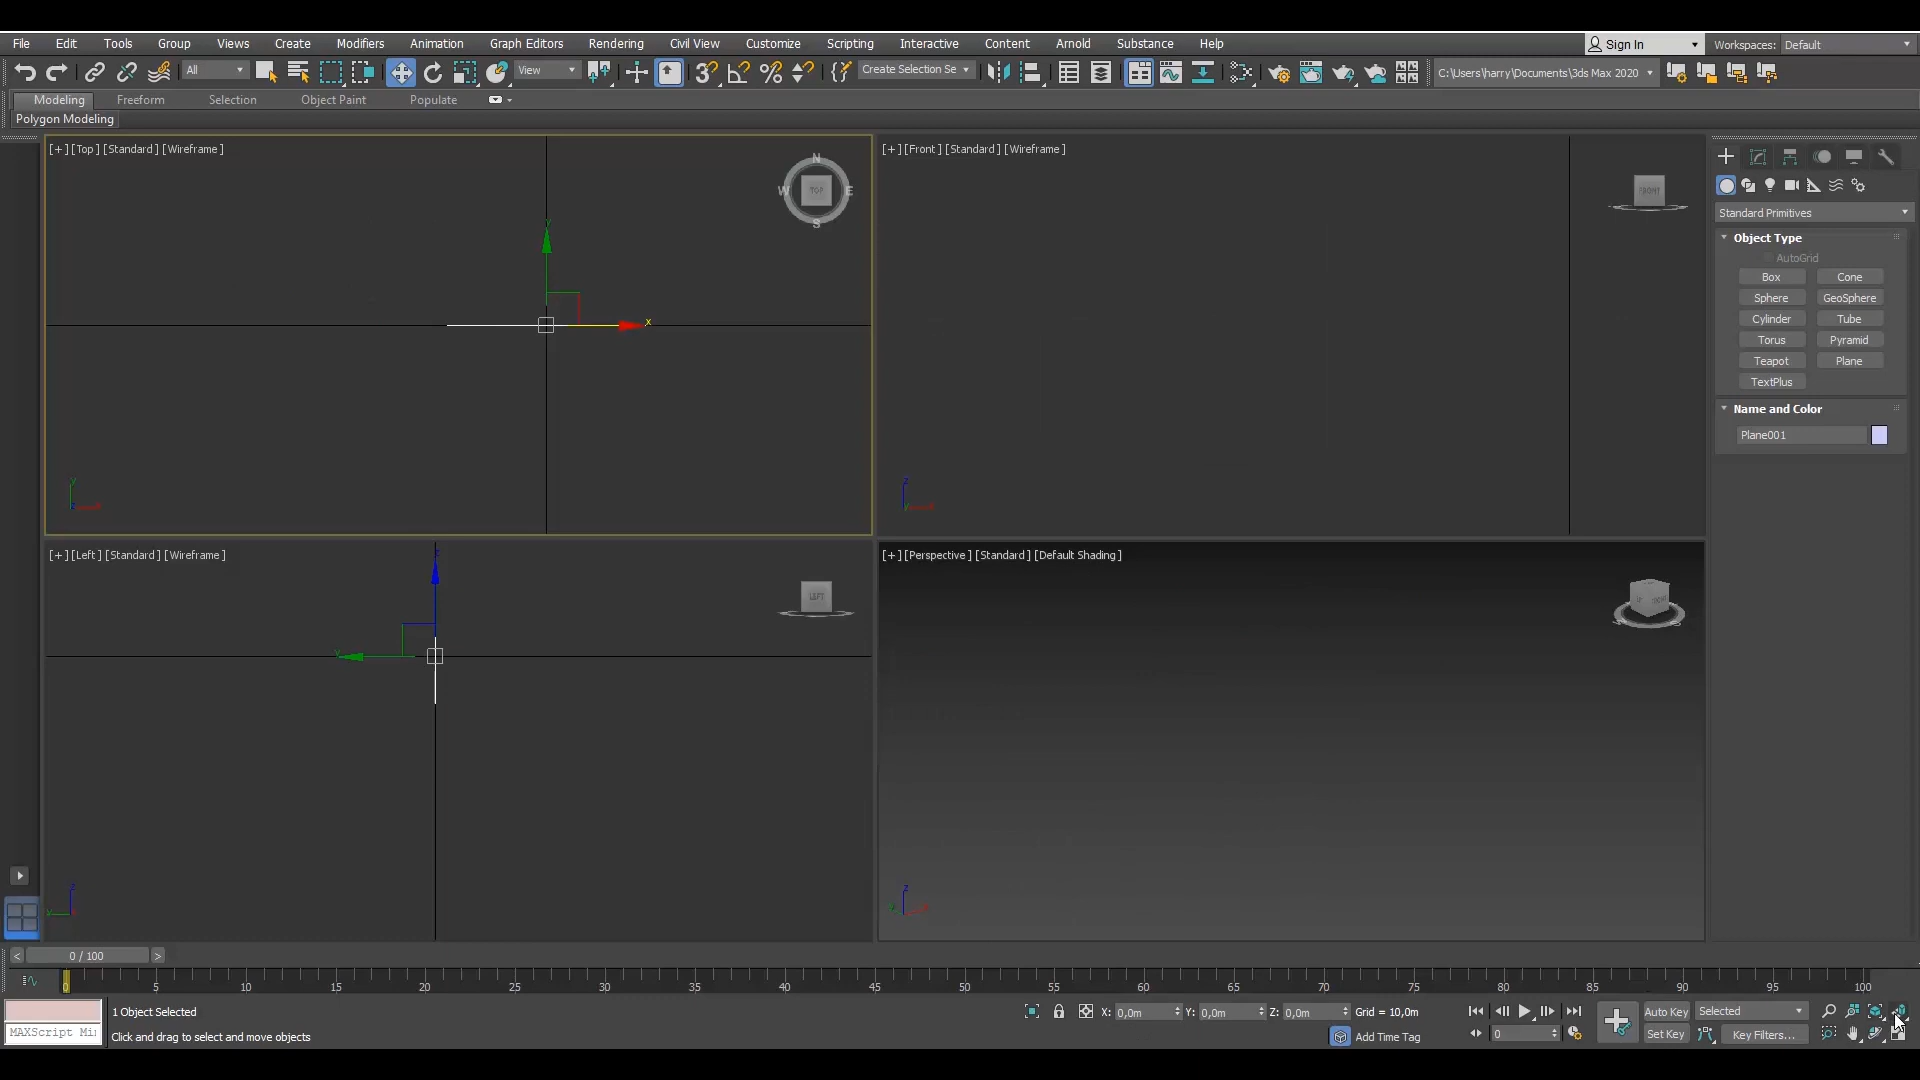 File Edit Tools Group Views Create Modifiers Animation Graph Editors Rendering Civil View Customize Scripting Interactive Content Arnold Substance Help Sign In Workspaces: Default
All View Create Selection Se C:\Users\harry\Documents\3ds Max 2020
Modeling Freeform Selection Object Paint Populate
Polygon Modeling
[+] [Top ] [Standard ] [Wireframe ]
N
W TOP E
S
y
x
y
z
[+] [Front ] [Standard ] [Wireframe ]
FRONT
z
y
[+] [Left ] [Standard ] [Wireframe ]
LEFT
z
y
z
y
[+] [Perspective ] [Standard ] [Default Shading ]
z
Standard Primitives
Object Type
AutoGrid
Box Cone
Sphere GeoSphere
Cylinder Tube
Torus Pyramid
Teapot Plane
TextPlus
Name and Color
Plane001
< 0 / 100 >
0 5 10 15 20 25 30 35 40 45 50 55 60 65 70 75 80 85 90 95 100
1 Object Selected X: 0,0m Y: 0,0m Z: 0,0m Grid = 10,0m Auto Key Selected
MAXScript Mi Click and drag to select and move objects Add Time Tag 0 Set Key Key Filters...